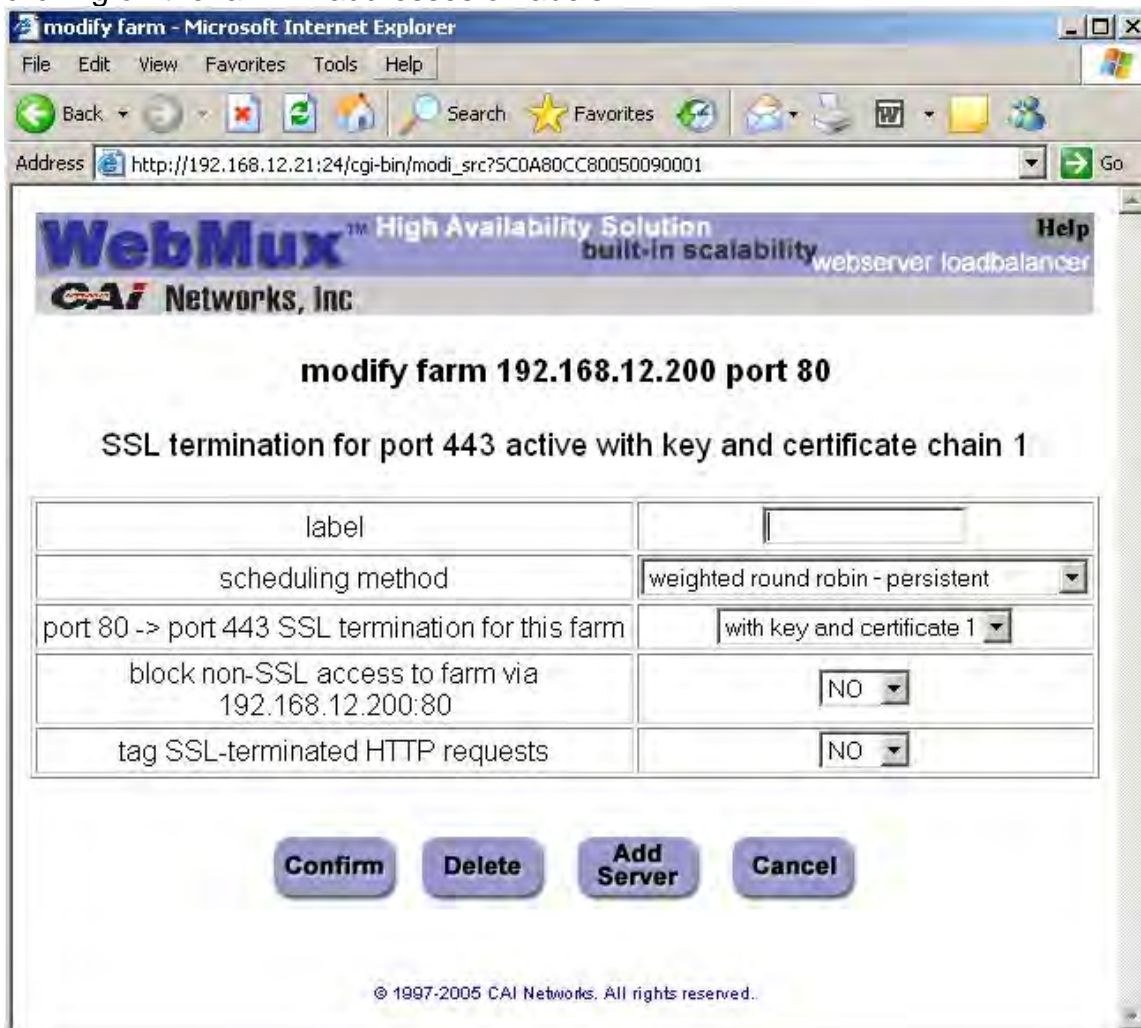 modify farm - Microsoft Internet Explorer
File Edit View Favorites Tools Help
Back Search Favorites
Address http://192.168.12.21:24/cgi-bin/modi_src?SC0A80CC80050090001 Go
WebMux™ High Availability Solution Help
built-in scalability webserver loadbalancer
CAI Networks, Inc
modify farm 192.168.12.200 port 80
SSL termination for port 443 active with key and certificate chain 1
label
scheduling method weighted round robin - persistent
port 80 -> port 443 SSL termination for this farm with key and certificate 1
block non-SSL access to farm via
192.168.12.200:80 NO
tag SSL-terminated HTTP requests NO
Confirm Delete Add Server Cancel
© 1997-2005 CAI Networks. All rights reserved.